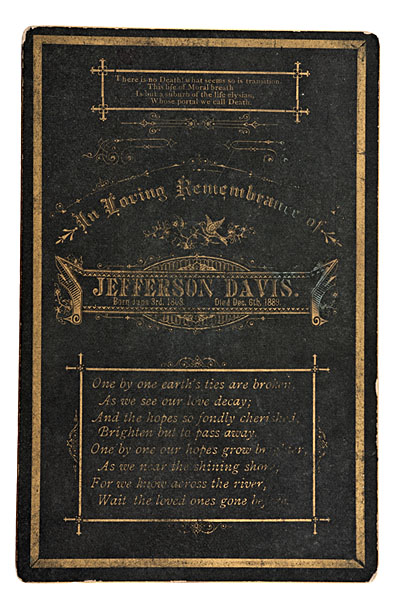 There is no Death! what seems so is transition
This life of Moral breath
Is but a suburb of the life elysian,
Whose portal we call Death.
In Loving Remembrance of
JEFFERSON DAVIS.
Born June 3rd. 1808. Died Dec. 6th, 1889.
One by one earth's ties are broken,
As we see our love decay;
And the hopes so fondly cherished,
Brighten but to pass away.
One by one our hopes grow brighter,
As we near the shining shore,
For we know across the river,
Wait the loved ones gone before.